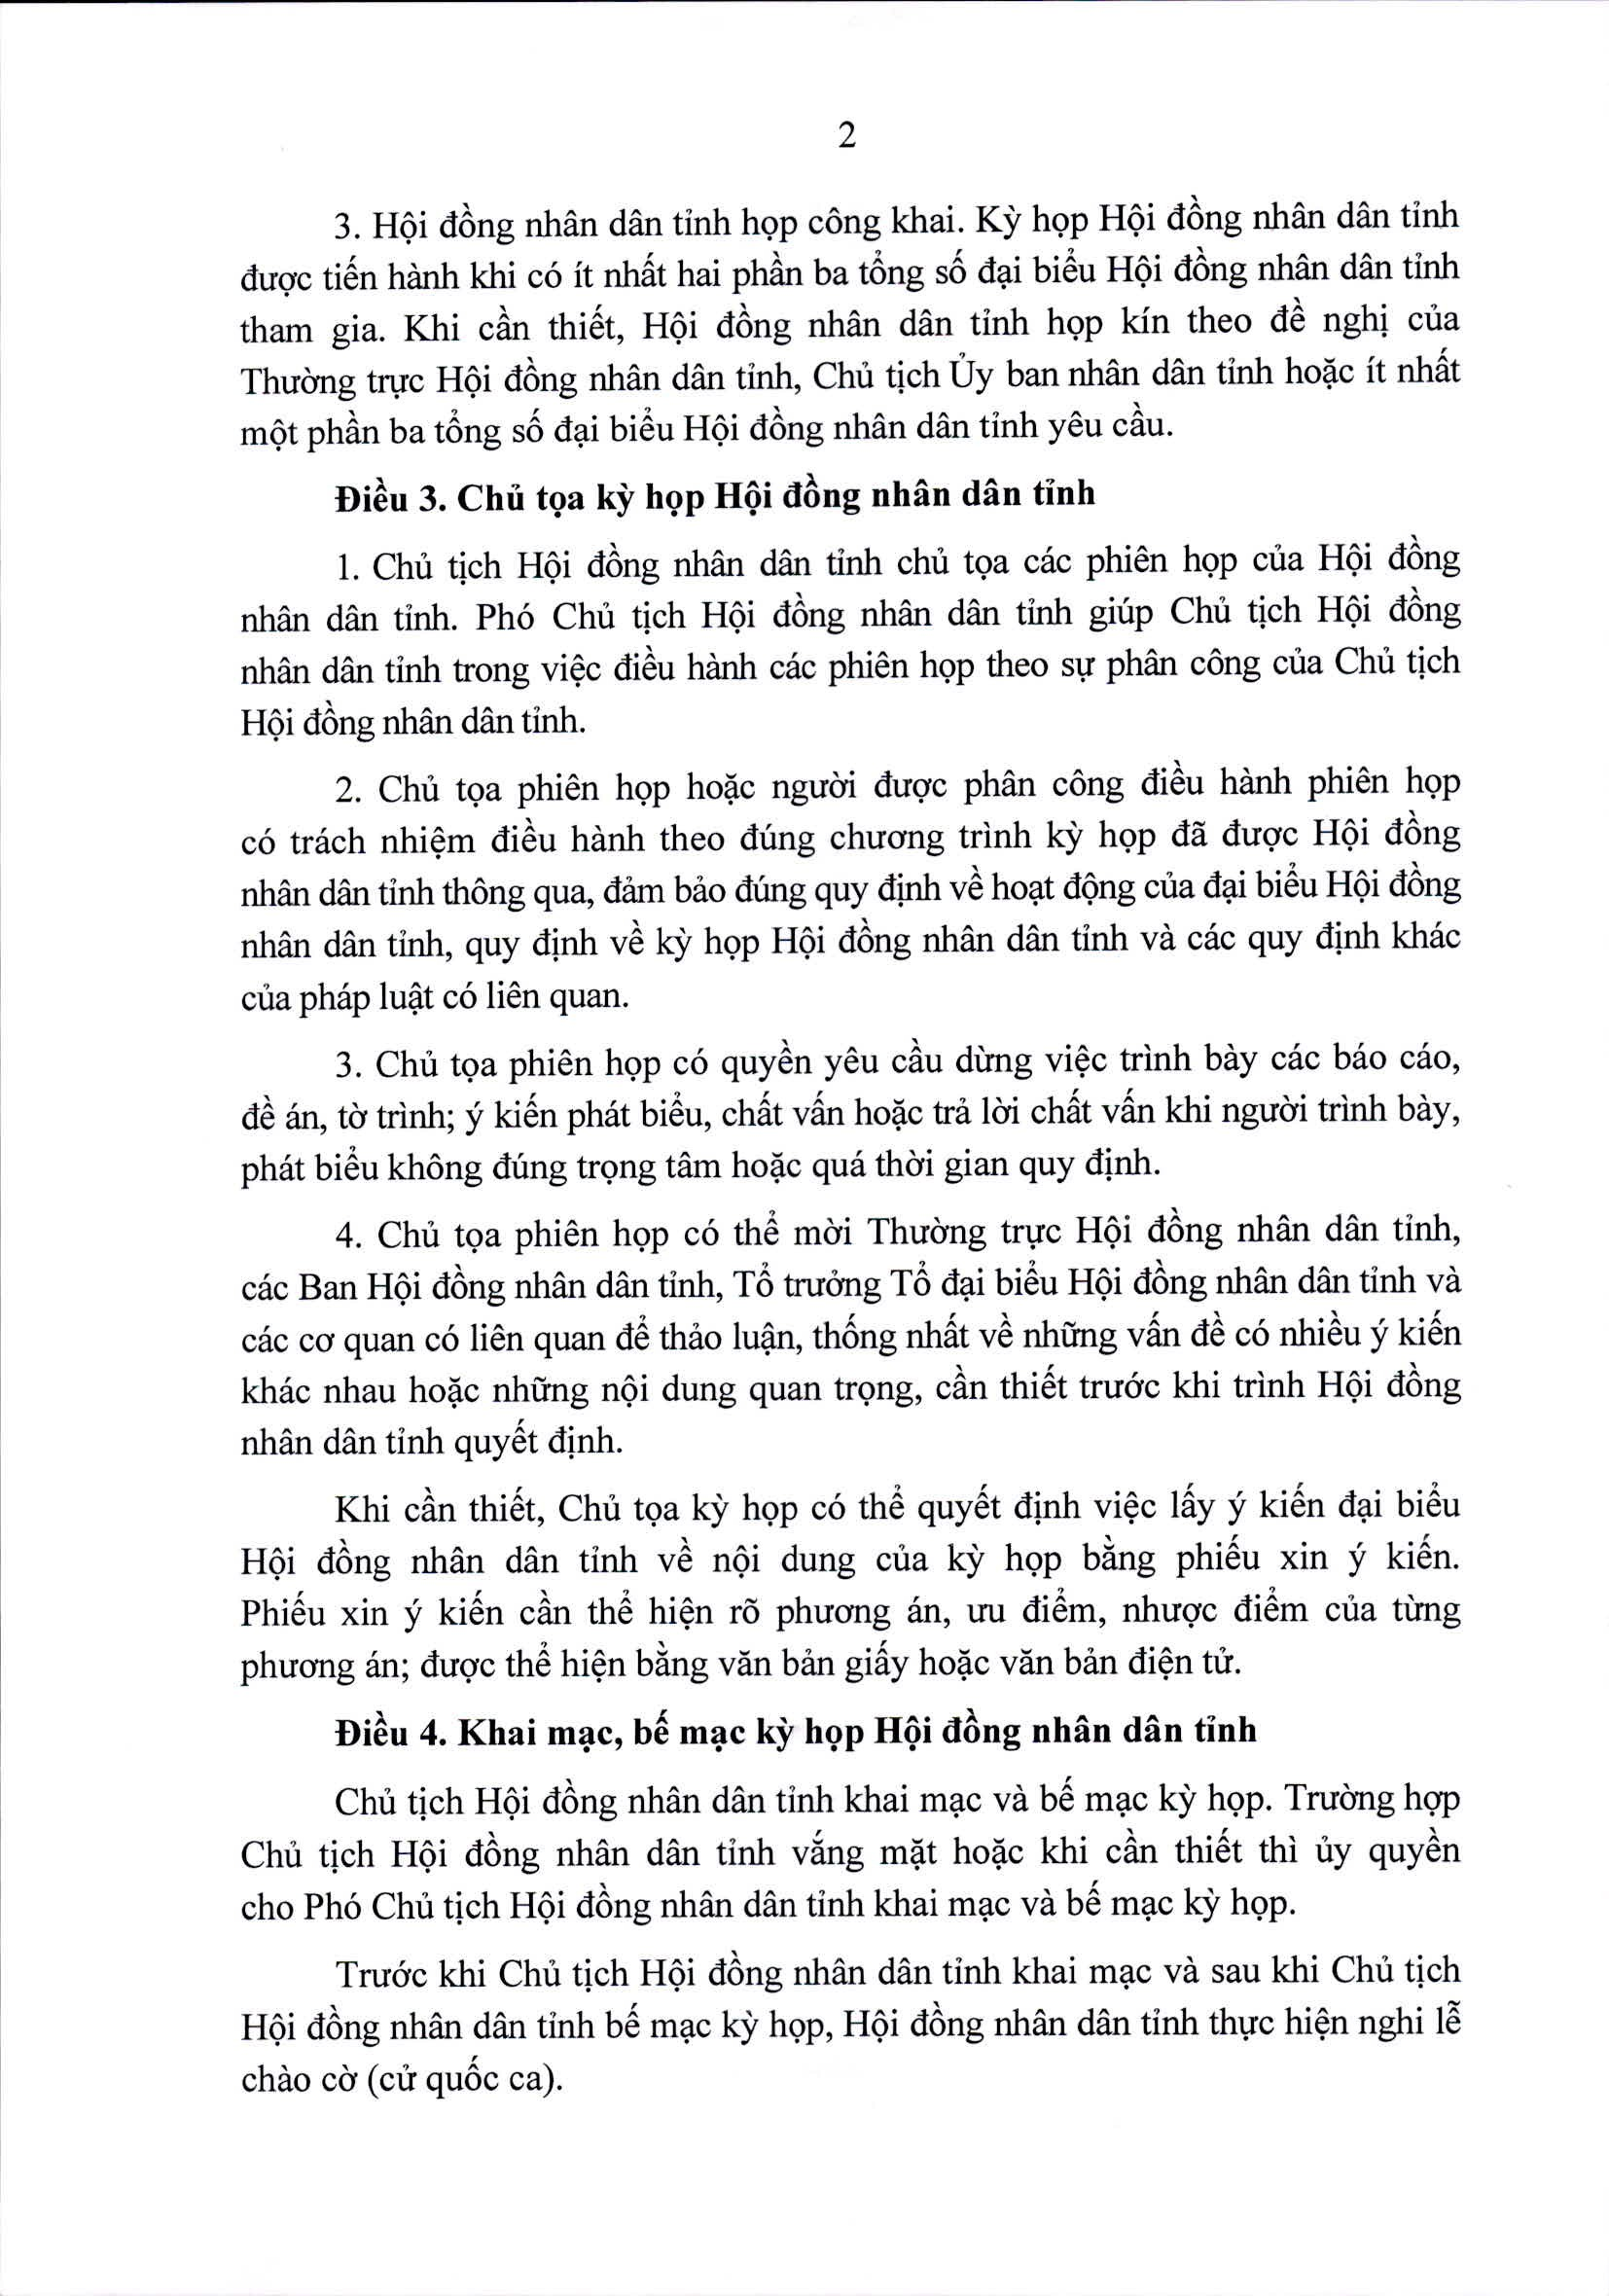 2
3. Hội đồng nhân dân tỉnh họp công khai. Kỳ họp Hội đồng nhân dân tỉnh
được tiến hành khi có ít nhất hai phần ba tổng số đại biểu Hội đồng nhân dân tỉnh
tham gia. Khi cần thiết, Hội đồng nhân dân tỉnh họp kín theo đề nghị của
Thường trực Hội đồng nhân dân tỉnh, Chủ tịch Ủy ban nhân dân tỉnh hoặc ít nhất
một phần ba tổng số đại biểu Hội đồng nhân dân tỉnh yêu cầu.
Điều 3. Chủ tọa kỳ họp Hội đồng nhân dân tỉnh
1. Chủ tịch Hội đồng nhân dân tỉnh chủ tọa các phiên họp của Hội đồng
nhân dân tỉnh. Phó Chủ tịch Hội đồng nhân dân tỉnh giúp Chủ tịch Hội đồng
nhân dân tỉnh trong việc điều hành các phiên họp theo sự phân công của Chủ tịch
Hội đồng nhân dân tỉnh.
2. Chủ tọa phiên họp hoặc người được phân công điều hành phiên họp
có trách nhiệm điều hành theo đúng chương trình kỳ họp đã được Hội đồng
nhân dân tỉnh thông qua, đảm bảo đúng quy định về hoạt động của đại biểu Hội đồng
nhân dân tỉnh, quy định về kỳ họp Hội đồng nhân dân tỉnh và các quy định khác
của pháp luật có liên quan.
3. Chủ tọa phiên họp có quyền yêu cầu dừng việc trình bày các báo cáo,
đề án, tờ trình; ý kiến phát biểu, chất vấn hoặc trả lời chất vấn khi người trình bày,
phát biểu không đúng trọng tâm hoặc quá thời gian quy định.
4. Chủ tọa phiên họp có thể mời Thường trực Hội đồng nhân dân tỉnh,
các Ban Hội đồng nhân dân tỉnh, Tổ trưởng Tổ đại biểu Hội đồng nhân dân tỉnh và
các cơ quan có liên quan để thảo luận, thống nhất về những vấn đề có nhiều ý kiến
khác nhau hoặc những nội dung quan trọng, cần thiết trước khi trình Hội đồng
nhân dân tỉnh quyết định.
Khi cần thiết, Chủ tọa kỳ họp có thể quyết định việc lấy ý kiến đại biểu
Hội đồng nhân dân tỉnh về nội dung của kỳ họp bằng phiếu xin ý kiến.
Phiếu xin ý kiến cần thể hiện rõ phương án, ưu điểm, nhược điểm của từng
phương án; được thể hiện bằng văn bản giấy hoặc văn bản điện tử.
Điều 4. Khai mạc, bế mạc kỳ họp Hội đồng nhân dân tỉnh
Chủ tịch Hội đồng nhân dân tỉnh khai mạc và bế mạc kỳ họp. Trường hợp
Chủ tịch Hội đồng nhân dân tỉnh vắng mặt hoặc khi cần thiết thì ủy quyền
cho Phó Chủ tịch Hội đồng nhân dân tỉnh khai mạc và bế mạc kỳ họp.
Trước khi Chủ tịch Hội đồng nhân dân tỉnh khai mạc và sau khi Chủ tịch
Hội đồng nhân dân tỉnh bế mạc kỳ họp, Hội đồng nhân dân tỉnh thực hiện nghi lễ
chào cờ (cử quốc ca).